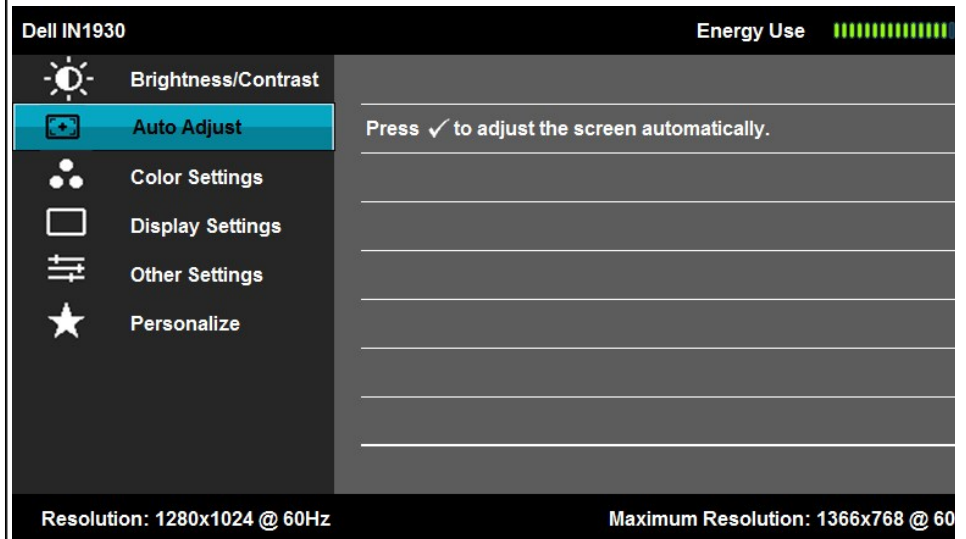 Dell IN1930
Energy Use
Brightness/Contrast
Auto Adjust
Press ✓ to adjust the screen automatically.
Color Settings
Display Settings
Other Settings
Personalize
Resolution: 1280x1024 @ 60Hz
Maximum Resolution: 1366x768 @ 60